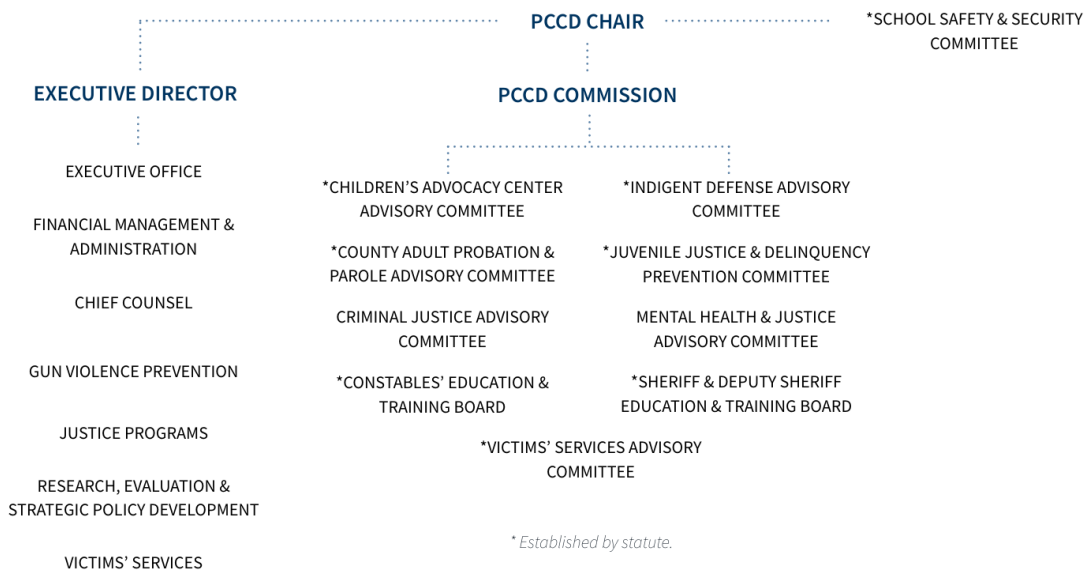 PCCD CHAIR
*SCHOOL SAFETY & SECURITY
COMMITTEE
EXECUTIVE DIRECTOR
EXECUTIVE OFFICE
FINANCIAL MANAGEMENT &
ADMINISTRATION
CHIEF COUNSEL
GUN VIOLENCE PREVENTION
JUSTICE PROGRAMS
RESEARCH, EVALUATION &
STRATEGIC POLICY DEVELOPMENT
VICTIMS’ SERVICES
PCCD COMMISSION
*CHILDREN’S ADVOCACY CENTER
ADVISORY COMMITTEE
*COUNTY ADULT PROBATION &
PAROLE ADVISORY COMMITTEE
CRIMINAL JUSTICE ADVISORY
COMMITTEE
*CONSTABLES’ EDUCATION &
TRAINING BOARD
*INDIGENT DEFENSE ADVISORY
COMMITTEE
*JUVENILE JUSTICE & DELINQUENCY
PREVENTION COMMITTEE
MENTAL HEALTH & JUSTICE
ADVISORY COMMITTEE
*SHERIFF & DEPUTY SHERIFF
EDUCATION & TRAINING BOARD
*VICTIMS’ SERVICES ADVISORY
COMMITTEE
* Established by statute.